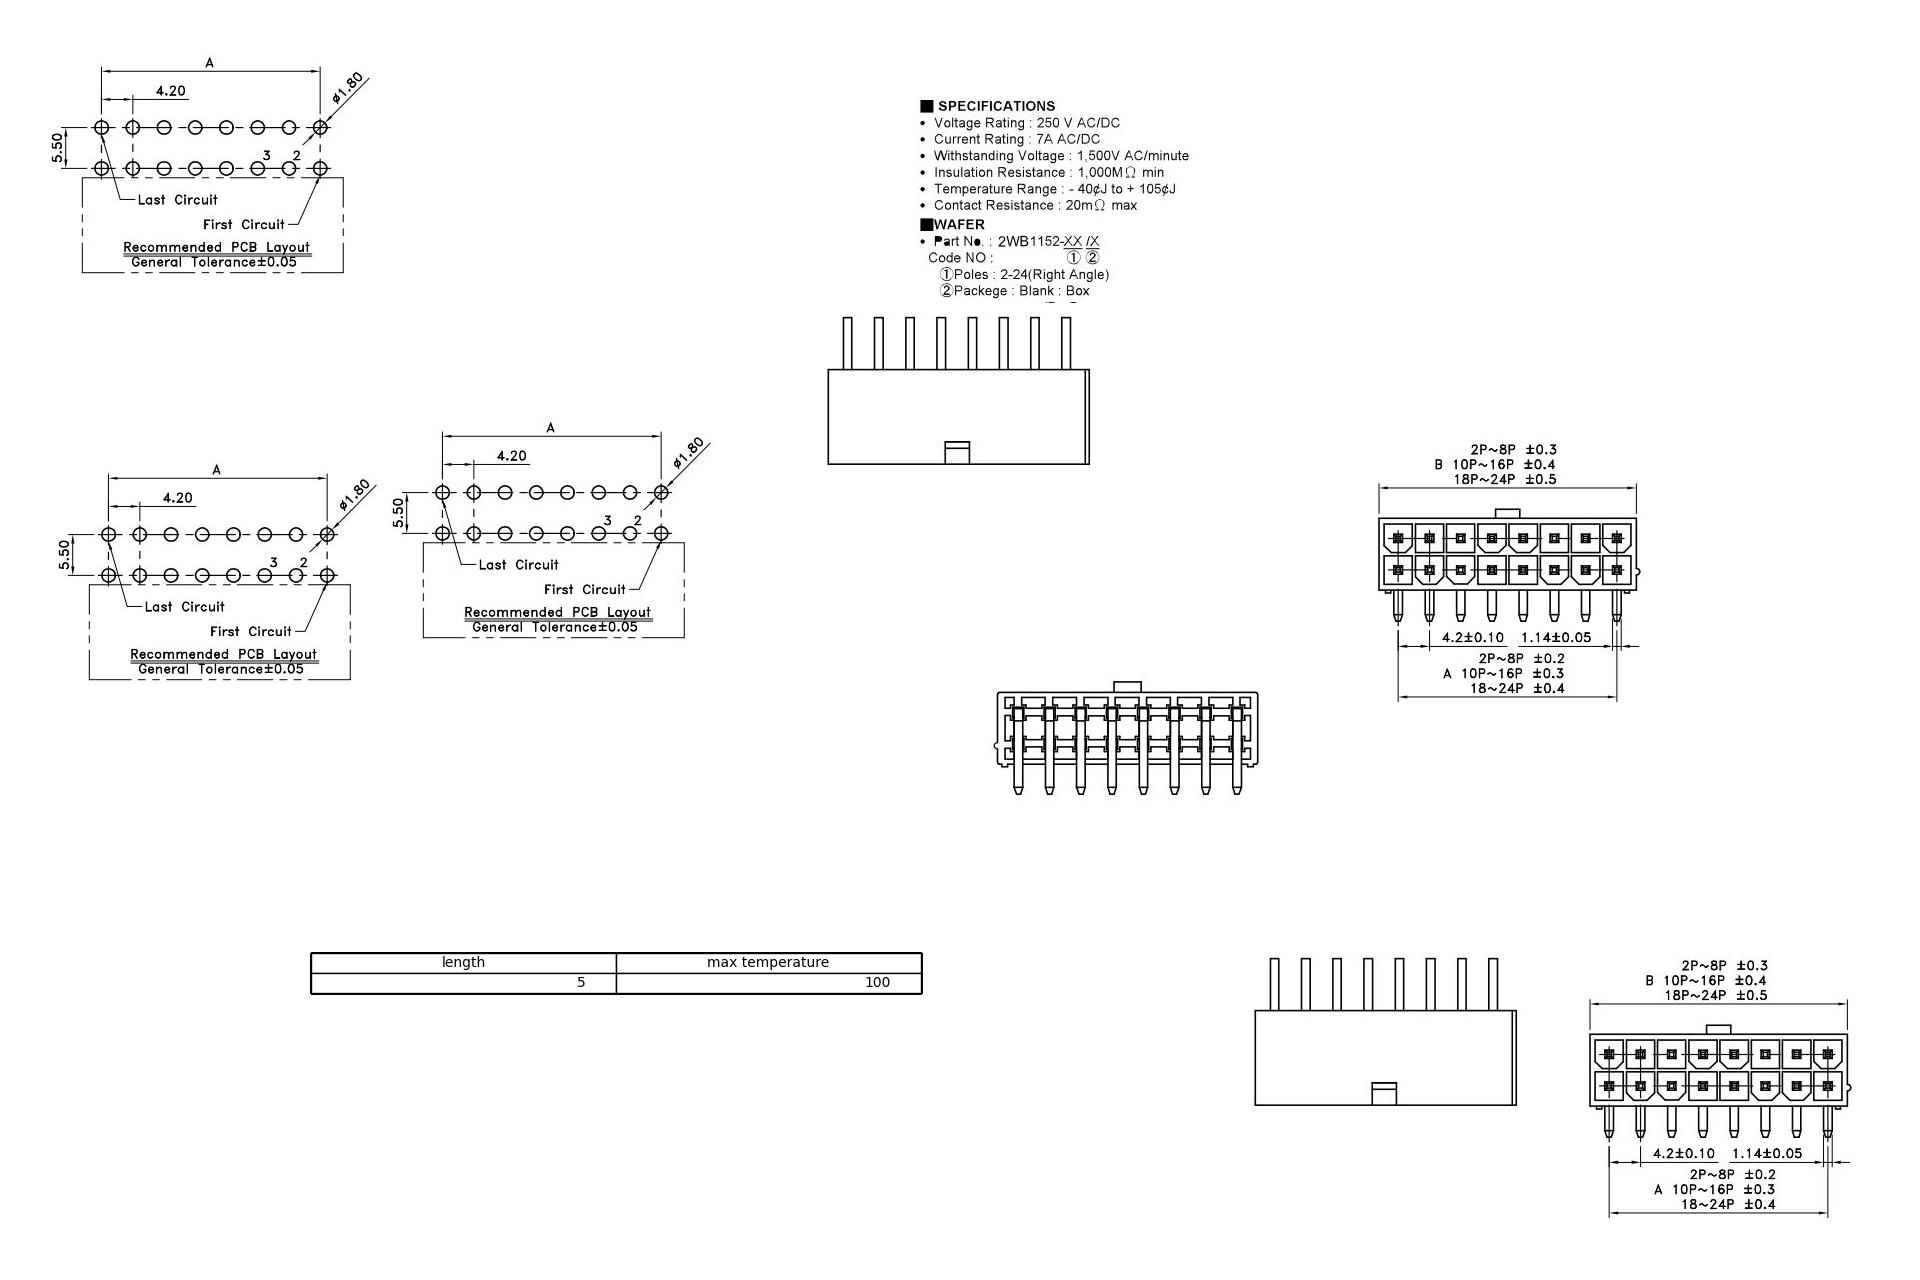 A
4.20
ø1.80
5.50
3 2
Last Circuit
First Circuit
Recommended PCB Layout
General Tolerance±0.05
SPECIFICATIONS
• Voltage Rating : 250 V AC/DC
• Current Rating : 7A AC/DC
• Withstanding Voltage : 1,500V AC/minute
• Insulation Resistance : 1,000MΩ min
• Temperature Range : - 40¢J to + 105¢J
• Contact Resistance : 20mΩ max
WAFER
• Part No. : 2WB1152-XX /X
Code NO : ① ②
①Poles : 2-24(Right Angle)
②Packege : Blank : Box
A
4.20
ø1.80
5.50
3 2
Last Circuit
First Circuit
Recommended PCB Layout
General Tolerance±0.05
A
4.20
ø1.80
5.50
3 2
Last Circuit
First Circuit
Recommended PCB Layout
General Tolerance±0.05
2P~8P ±0.3
B 10P~16P ±0.4
18P~24P ±0.5
4.2±0.10 1.14±0.05
2P~8P ±0.2
A 10P~16P ±0.3
18~24P ±0.4
length max temperature
5 100
2P~8P ±0.3
B 10P~16P ±0.4
18P~24P ±0.5
4.2±0.10 1.14±0.05
2P~8P ±0.2
A 10P~16P ±0.3
18~24P ±0.4